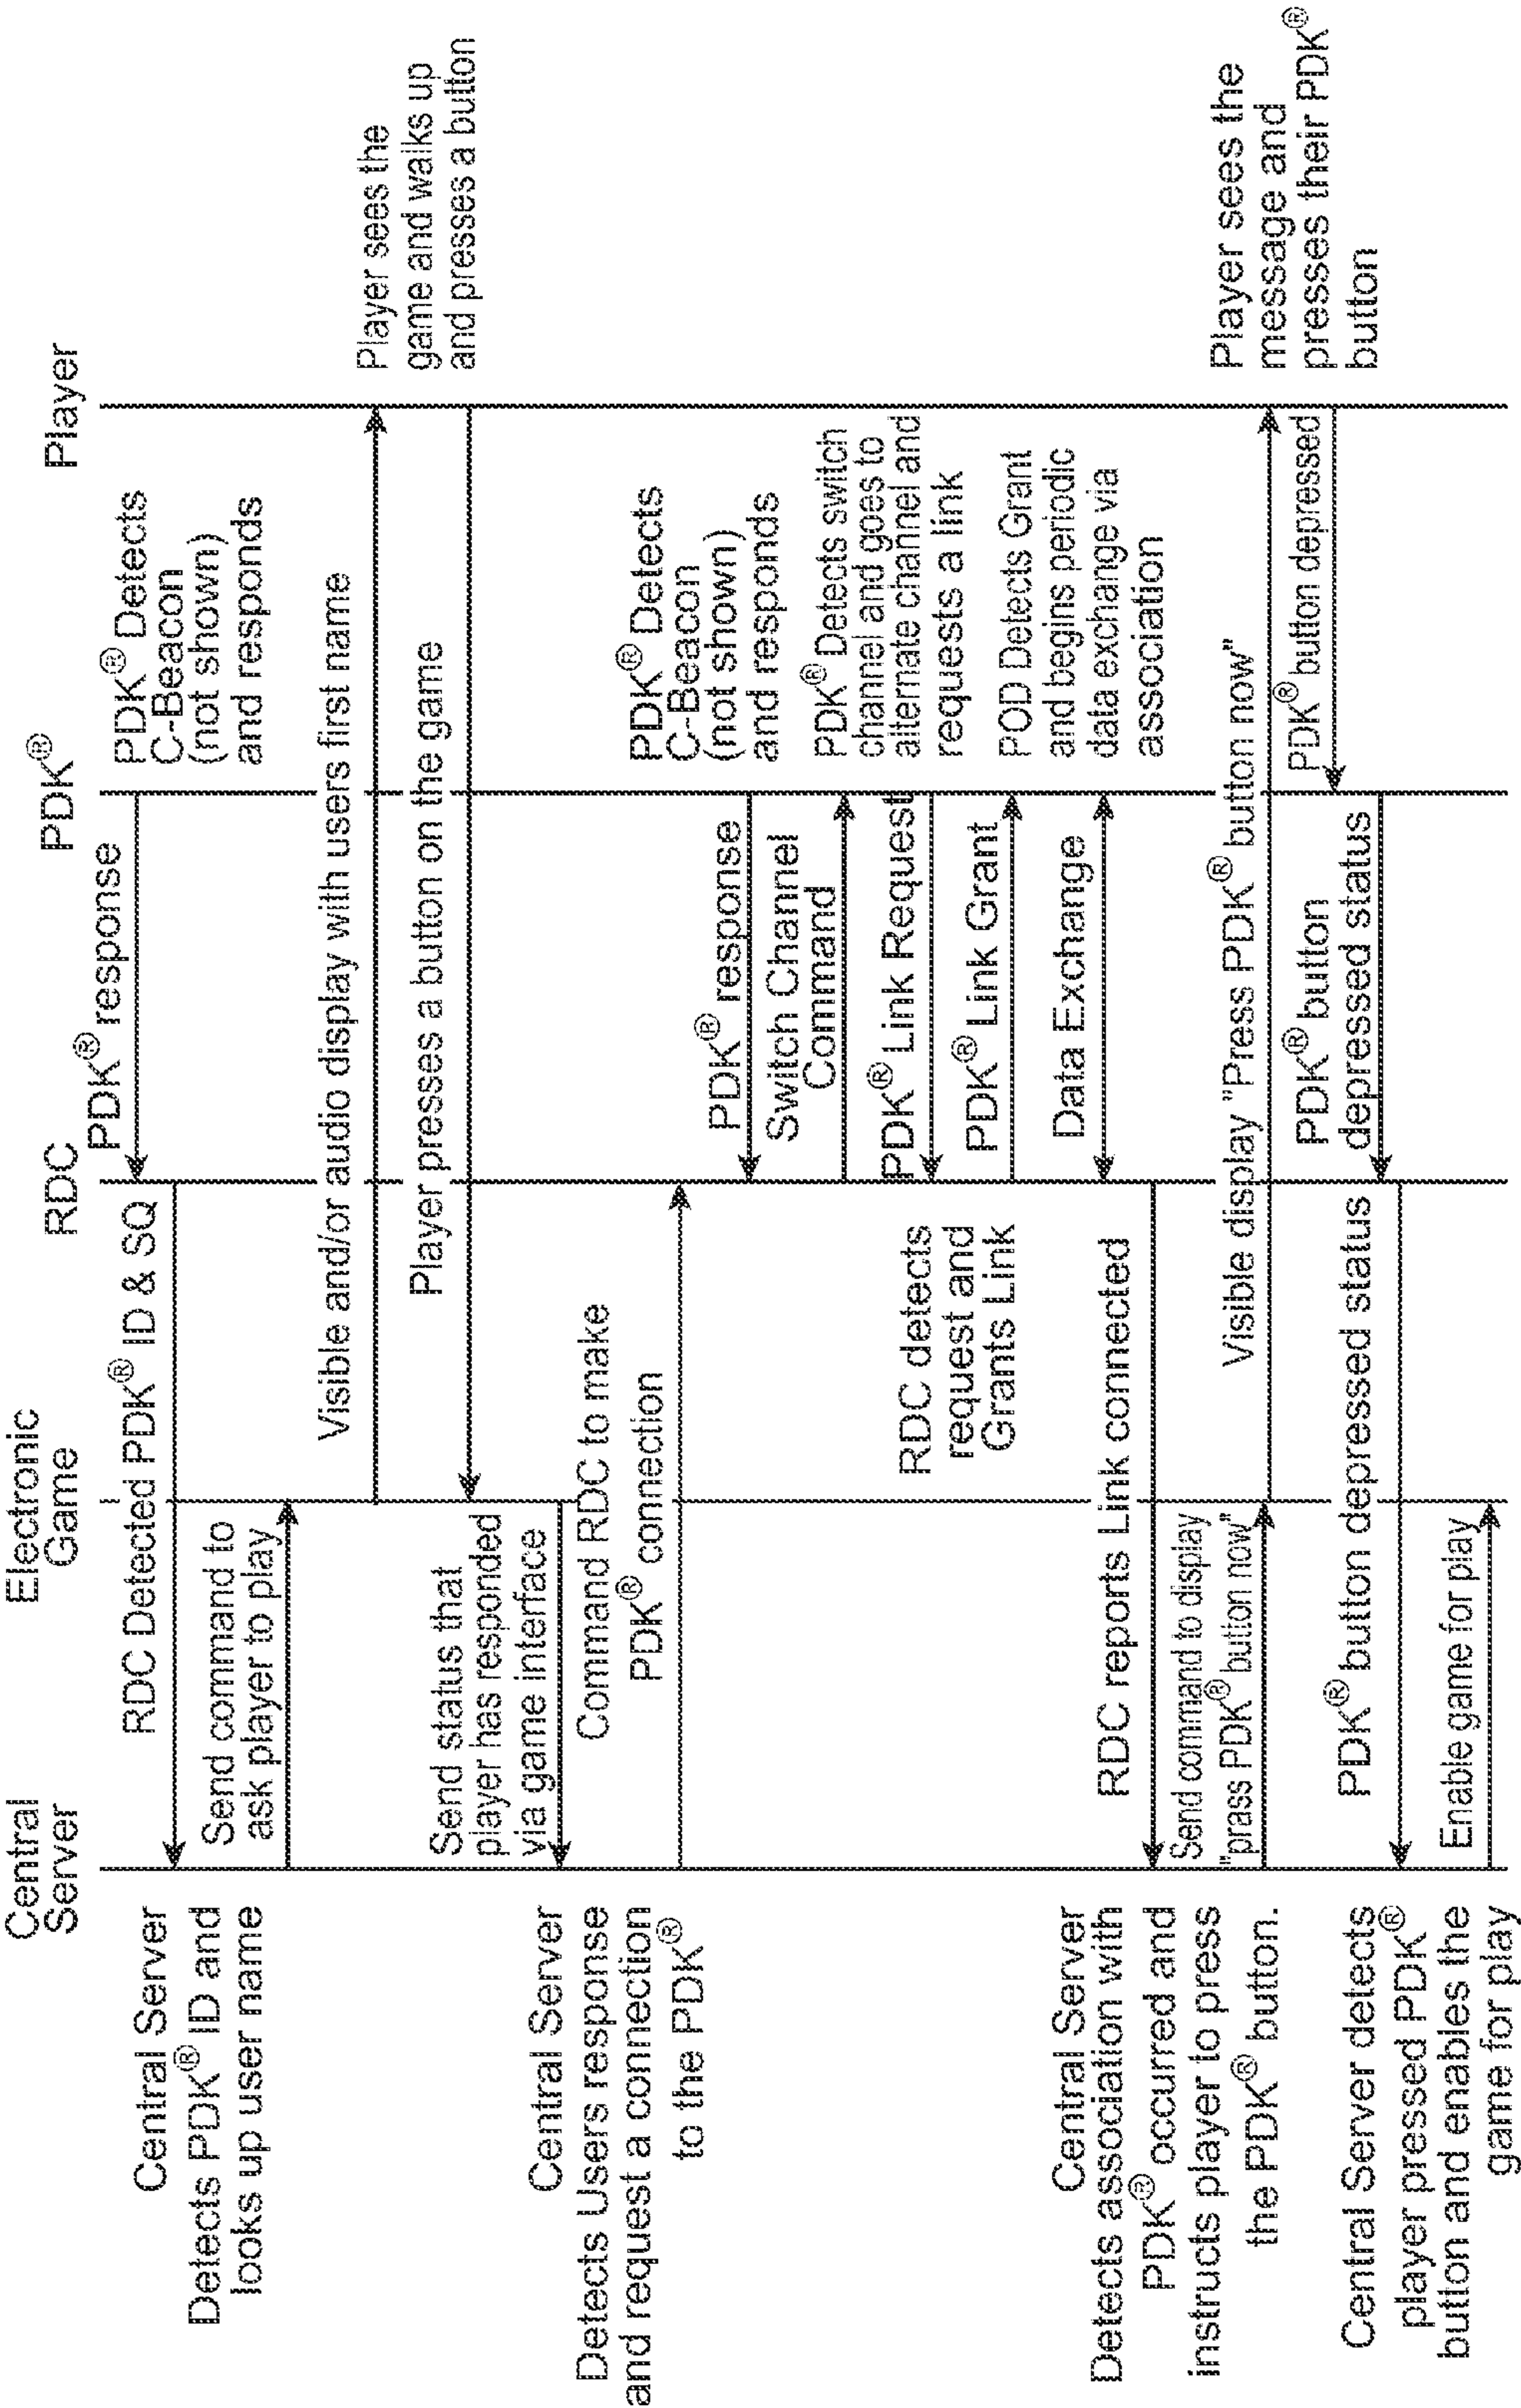 Central
Server
Electronic
Game
RDC
PDK®
Player
PDK® response
PDK® Detects
C-Beacon
(not shown)
and responds
Central Server
Detects PDK® ID and
looks up user name
RDC Detected PDK® ID & SQ
Send command to
ask player to play
Visible and/or audio display with users first name
Player sees the
game and walks up
and presses a button
Player presses a button on the game
Send status that
player has responded
via game interface
Central Server
Detects Users response
and request a connection
to the PDK®
Command RDC to make
PDK® connection
PDK® response
PDK® Detects
C-Beacon
(not shown)
and responds
Switch Channel
Command
PDK® Detects switch
channel and goes to
alternate channel and
requests a link
PDK® Link Request
RDC detects
request and
Grants Link
PDK® Link Grant
POD Detects Grant
and begins periodic
data exchange via
association
Data Exchange
RDC reports Link connected
Central Server
Detects association with
PDK® occurred and
instructs player to press
the PDK® button.
Send command to display
"prass PDK® button now"
Visible display "Press PDK® button now"
Player sees the
message and
presses their PDK®
button
PDK® button depressed
PDK® button
depressed status
PDK® button depressed status
Central Server detects
player pressed PDK®
button and enables the
game for play
Enable game for play